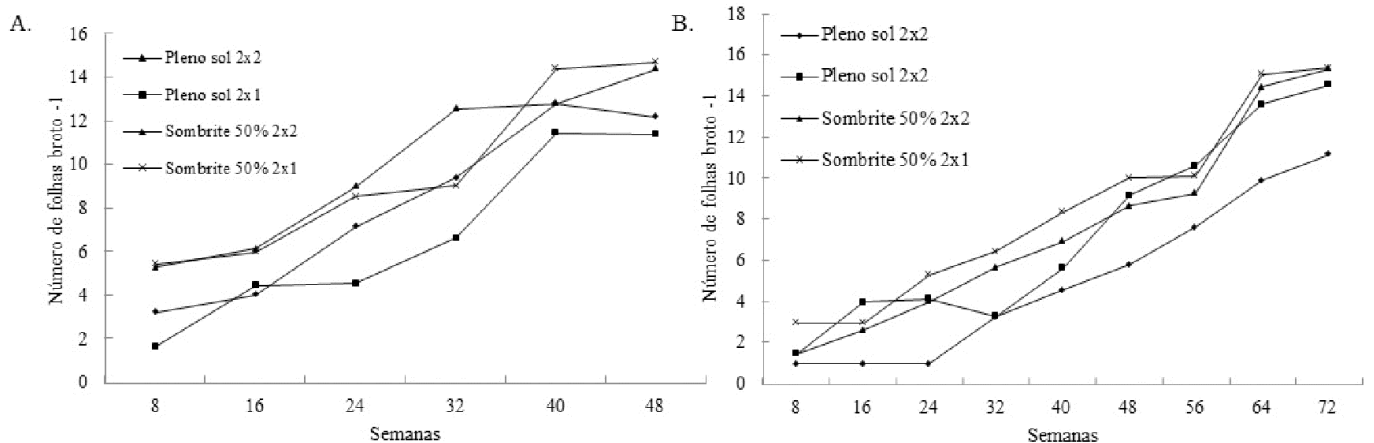 A.
Número de folhas broto -1
16
14
12
10
8
6
4
2
0
Pleno sol 2x2
Pleno sol 2x1
Sombrite 50% 2x2
Sombrite 50% 2x1
8 16 24 32 40 48
Semanas
B.
Número de folhas broto -1
18
16
14
12
10
8
6
4
2
0
Pleno sol 2x2
Pleno sol 2x2
Sombrite 50% 2x2
Sombrite 50% 2x1
8 16 24 32 40 48 56 64 72
Semanas